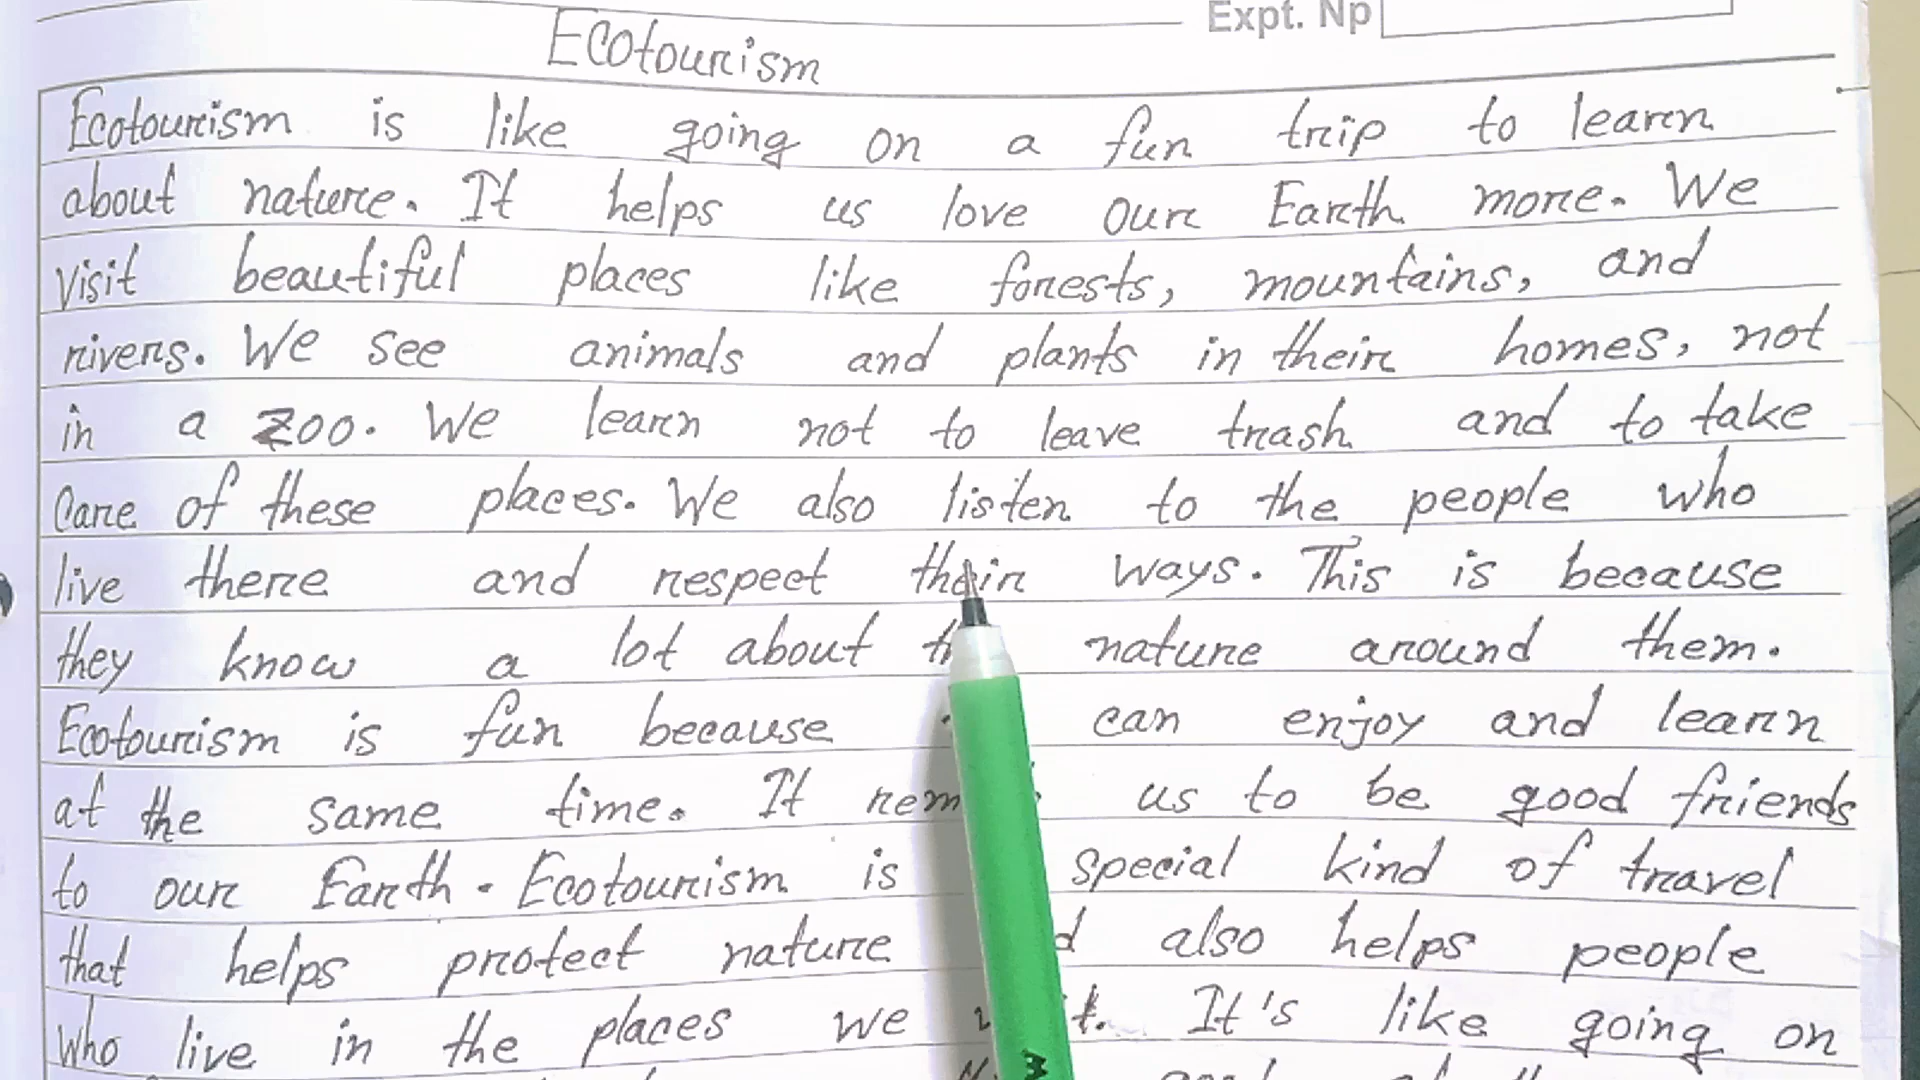 Expt. Np
Ecotourism
Ecotourism is like going on a fun trip to learn
about nature. It helps us love our Earth more. We
visit beautiful places like forests, mountains, and
rivers. We see animals and plants in their homes, not
in a zoo. We learn not to leave trash and to take
care of these places. We also listen to the people who
live there and respect their ways. This is because
they know a lot about nature around them.
Ecotourism is fun because can enjoy and learn
at the same time. It us to be good friends
to our Earth. Ecotourism is special kind of travel
that helps protect nature also helps people
who live in the places we It's like going on